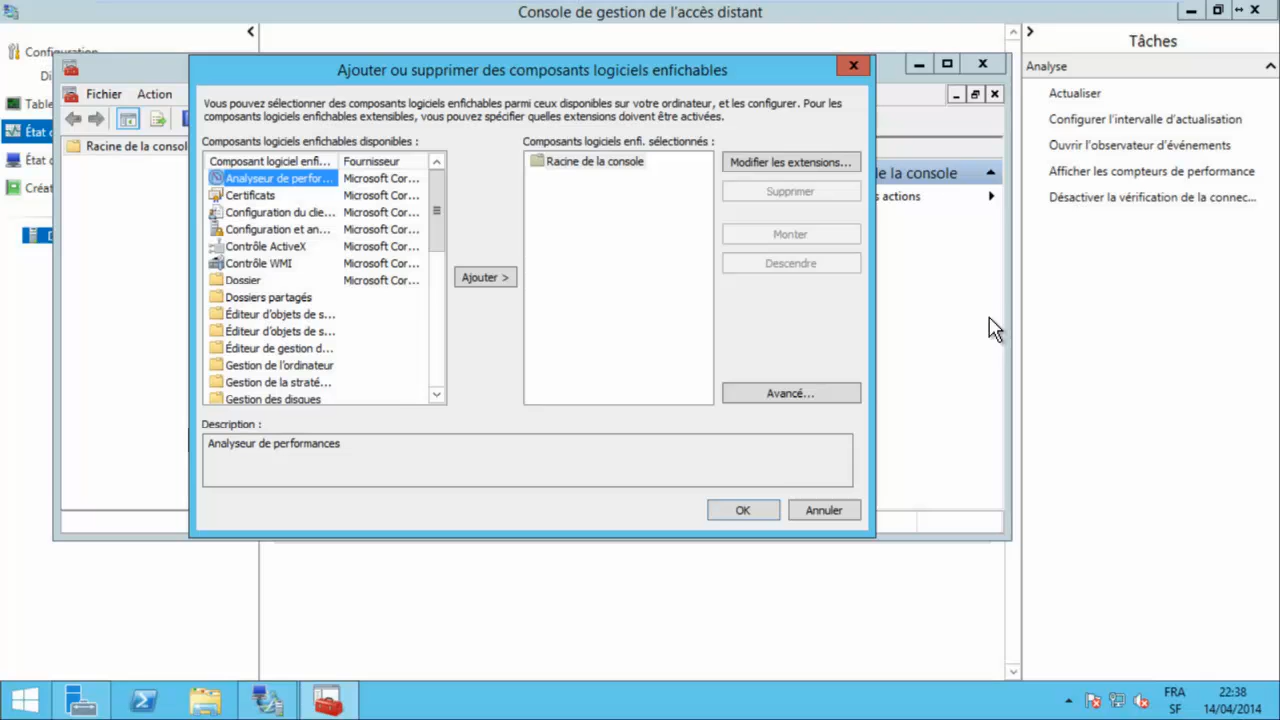 Console de gestion de l'accès distant
Configuration
Table
État
État
Créat
Fichier
Action
Racine de la consol
Ajouter ou supprimer des composants logiciels enfichables
Vous pouvez sélectionner des composants logiciels enfichables parmi ceux disponibles sur votre ordinateur, et les configurer. Pour les
composants logiciels enfichables extensibles, vous pouvez spécifier quelles extensions doivent être activées.
Composants logiciels enfichables disponibles :
Composant logiciel enfi... Fournisseur
Analyseur de perfor... Microsoft Cor...
Certificats Microsoft Cor...
Configuration du clie... Microsoft Cor...
Configuration et an... Microsoft Cor...
Contrôle ActiveX Microsoft Cor...
Contrôle WMI Microsoft Cor...
Dossier Microsoft Cor...
Dossiers partagés
Éditeur d'objets de s...
Éditeur d'objets de s...
Éditeur de gestion d...
Gestion de l'ordinateur
Gestion de la straté...
Gestion des disques
Ajouter >
Composants logiciels enfi. sélectionnés :
Racine de la console
Modifier les extensions...
Supprimer
Monter
Descendre
Avancé...
Description :
Analyseur de performances
OK
Annuler
de la console
s actions
Tâches
Analyse
Actualiser
Configurer l'intervalle d'actualisation
Ouvrir l'observateur d'événements
Afficher les compteurs de performance
Désactiver la vérification de la connec...
FRA
SF
22:38
14/04/2014